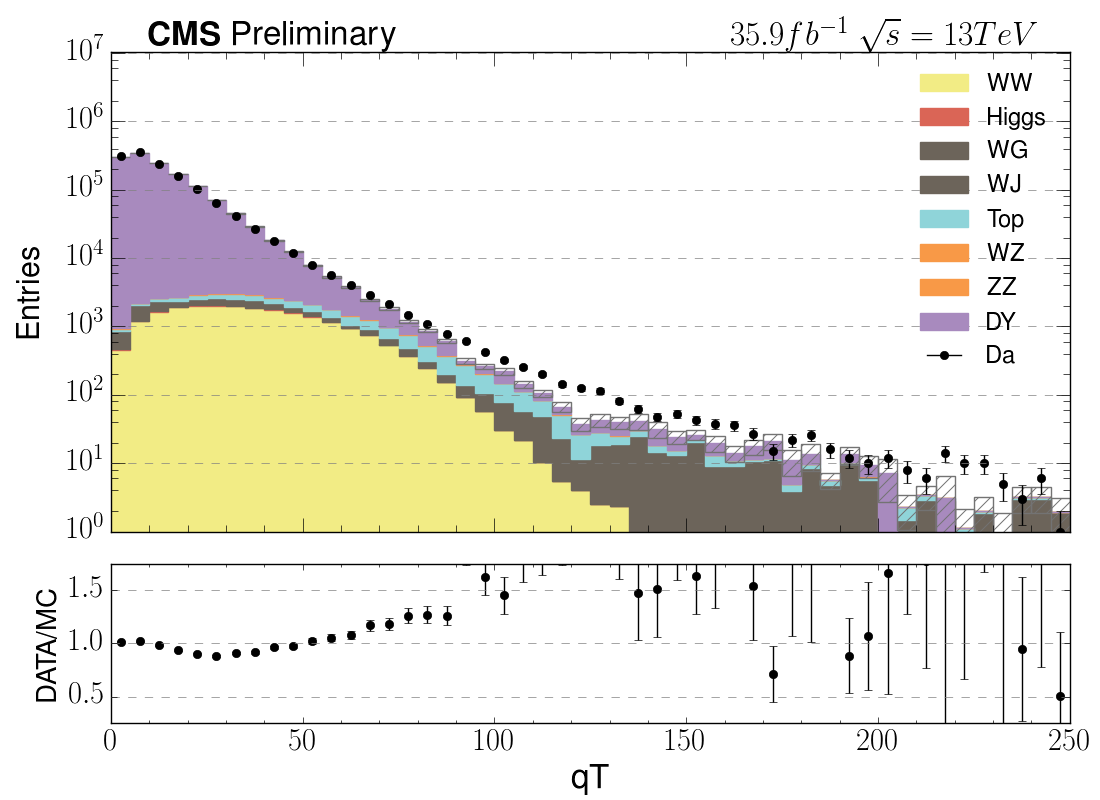 CMS Preliminary 35.9fb⁻¹ √s = 13TeV
10⁷
10⁶
10⁵
10⁴
10³
10²
10¹
10⁰
Entries
WW
Higgs
WG
WJ
Top
WZ
ZZ
DY
Da
1.5
1.0
0.5
DATA/MC
0 50 100 150 200 250
qT